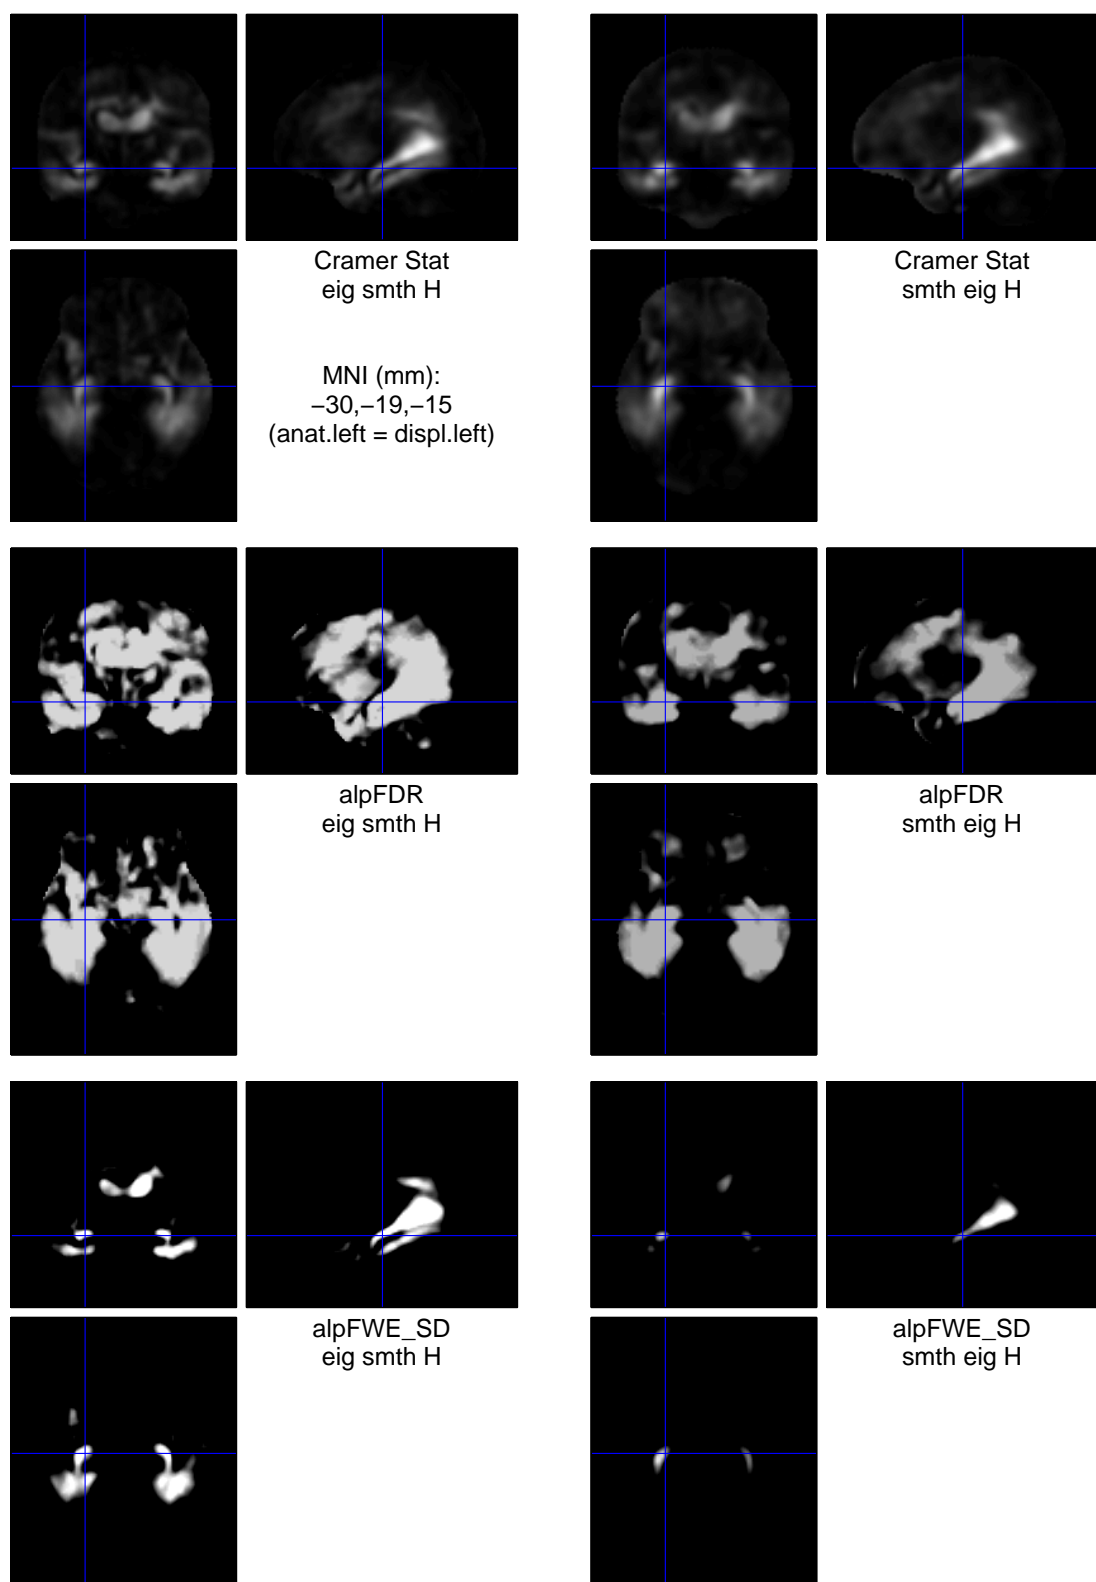 Cramer Stat
eig smth H
Cramer Stat
smth eig H
MNI (mm):
−30,−19,−15
(anat.left = displ.left)
alpFDR
eig smth H
alpFDR
smth eig H
alpFWE_SD
eig smth H
alpFWE_SD
smth eig H